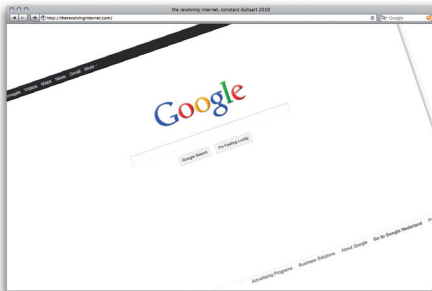 the revolving internet, constant dullaart 2010
http://therevolvinginternet.com/
Google
Images Videos Maps News Gmail More
Google
Google Search I'm Feeling Lucky
Advertising Programs Business Solutions About Google Go to Google Nederland